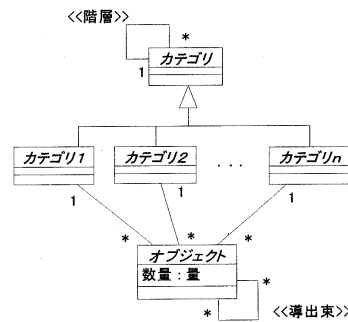 <<階層>>
*
カテゴリ
1
カテゴリ1
カテゴリ2
...
カテゴリn
1
1
1
*
*
*
オブジェクト
数量：量
*
*
<<導出束>>